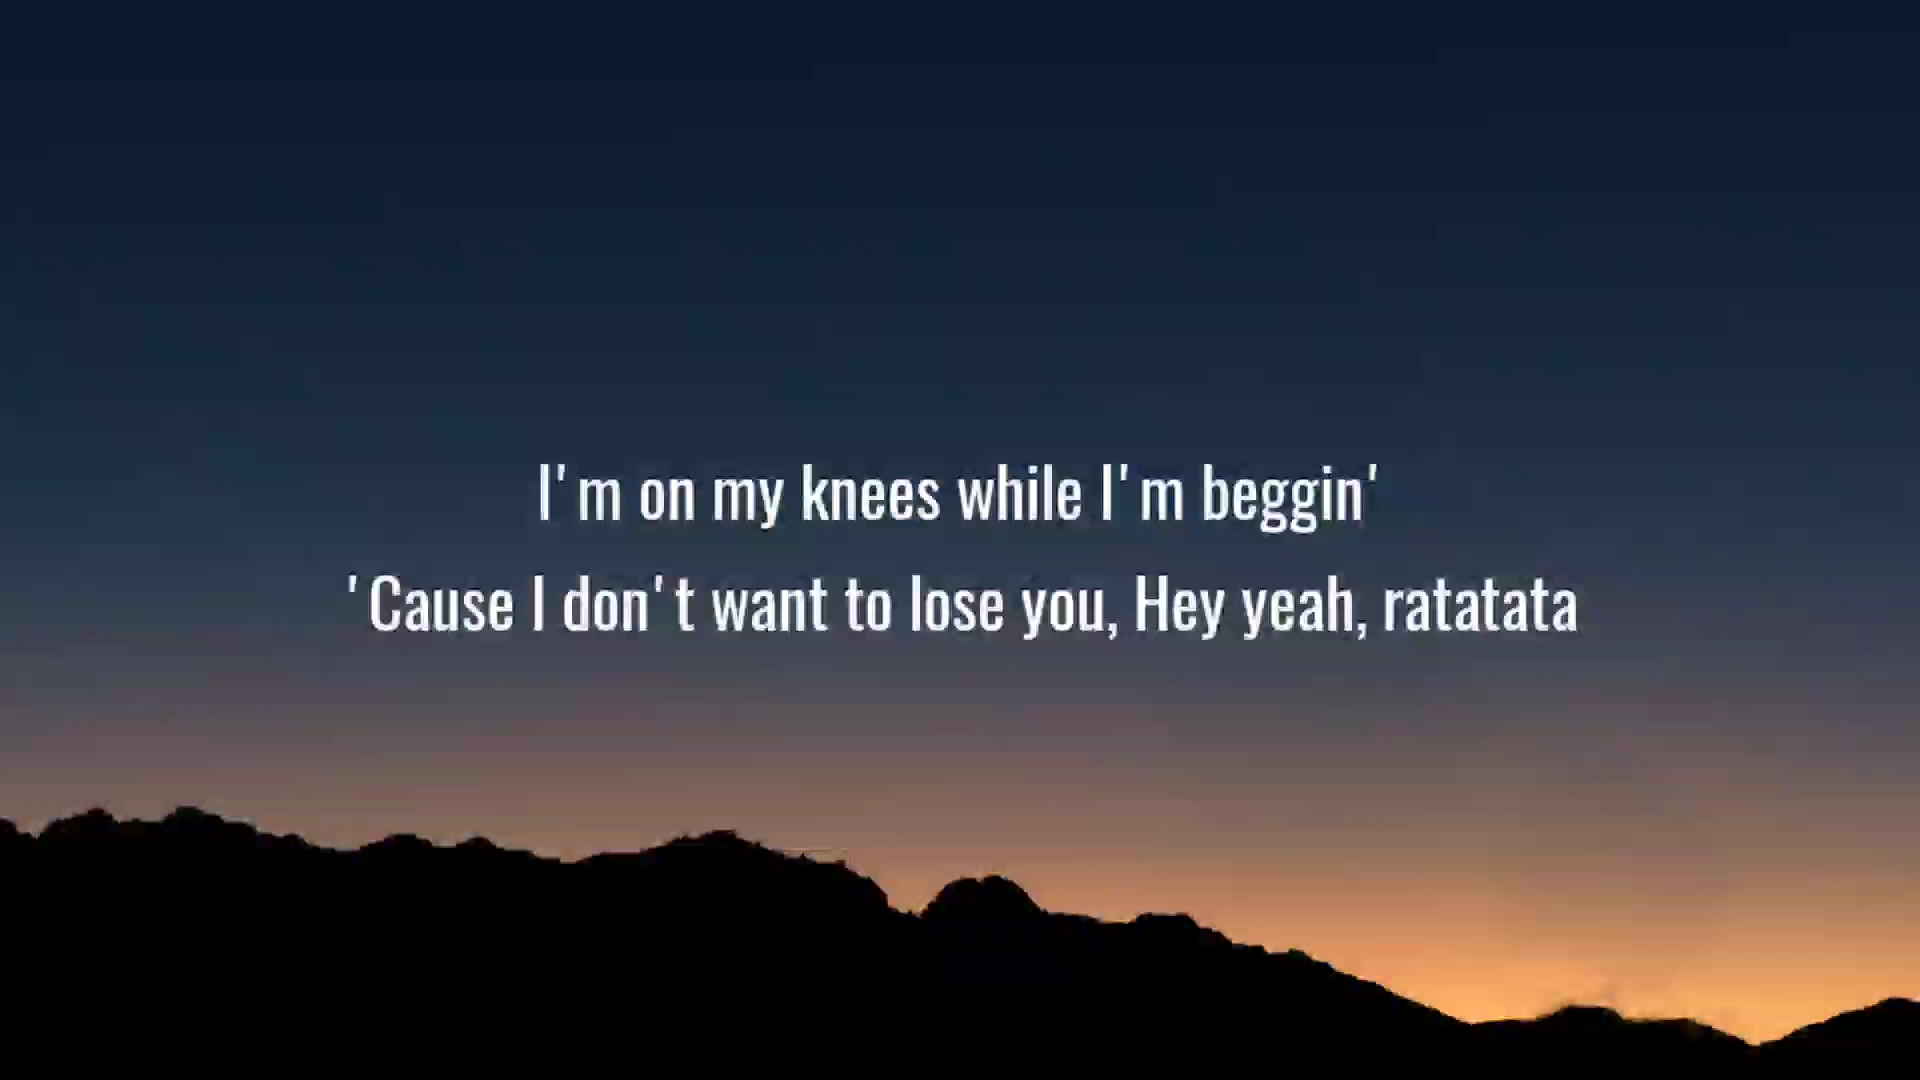 I'm on my knees while I'm beggin'
'Cause I don't want to lose you, Hey yeah, ratatata